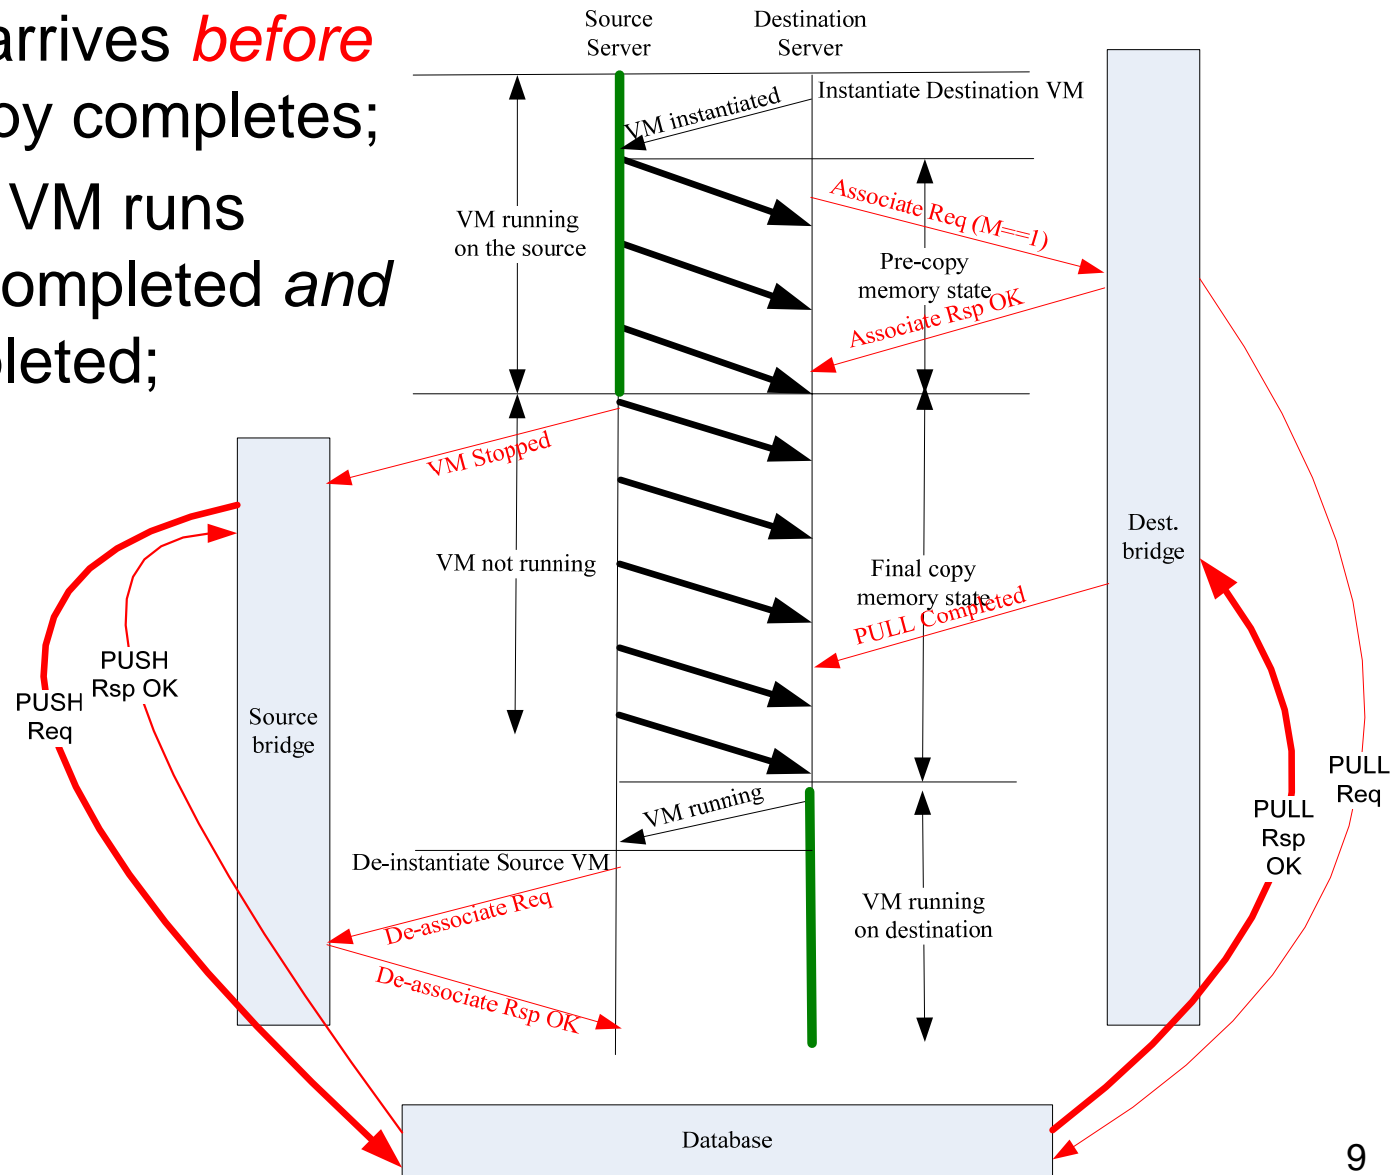 arrives before
py completes;
VM runs
ompleted and
leted;
Source
Server
Destination
Server
Instantiate Destination VM
VM instantiated
VM running
on the source
Associate Req (M==1)
Pre-copy
memory state
Associate Rsp OK
VM Stopped
VM not running
Final copy
memory state
PULL Completed
Dest.
bridge
PUSH
Rsp OK
PUSH
Req
Source
bridge
PULL
Req
PULL
Rsp
OK
VM running
De-instantiate Source VM
De-associate Req
De-associate Rsp OK
VM running
on destination
Database
9